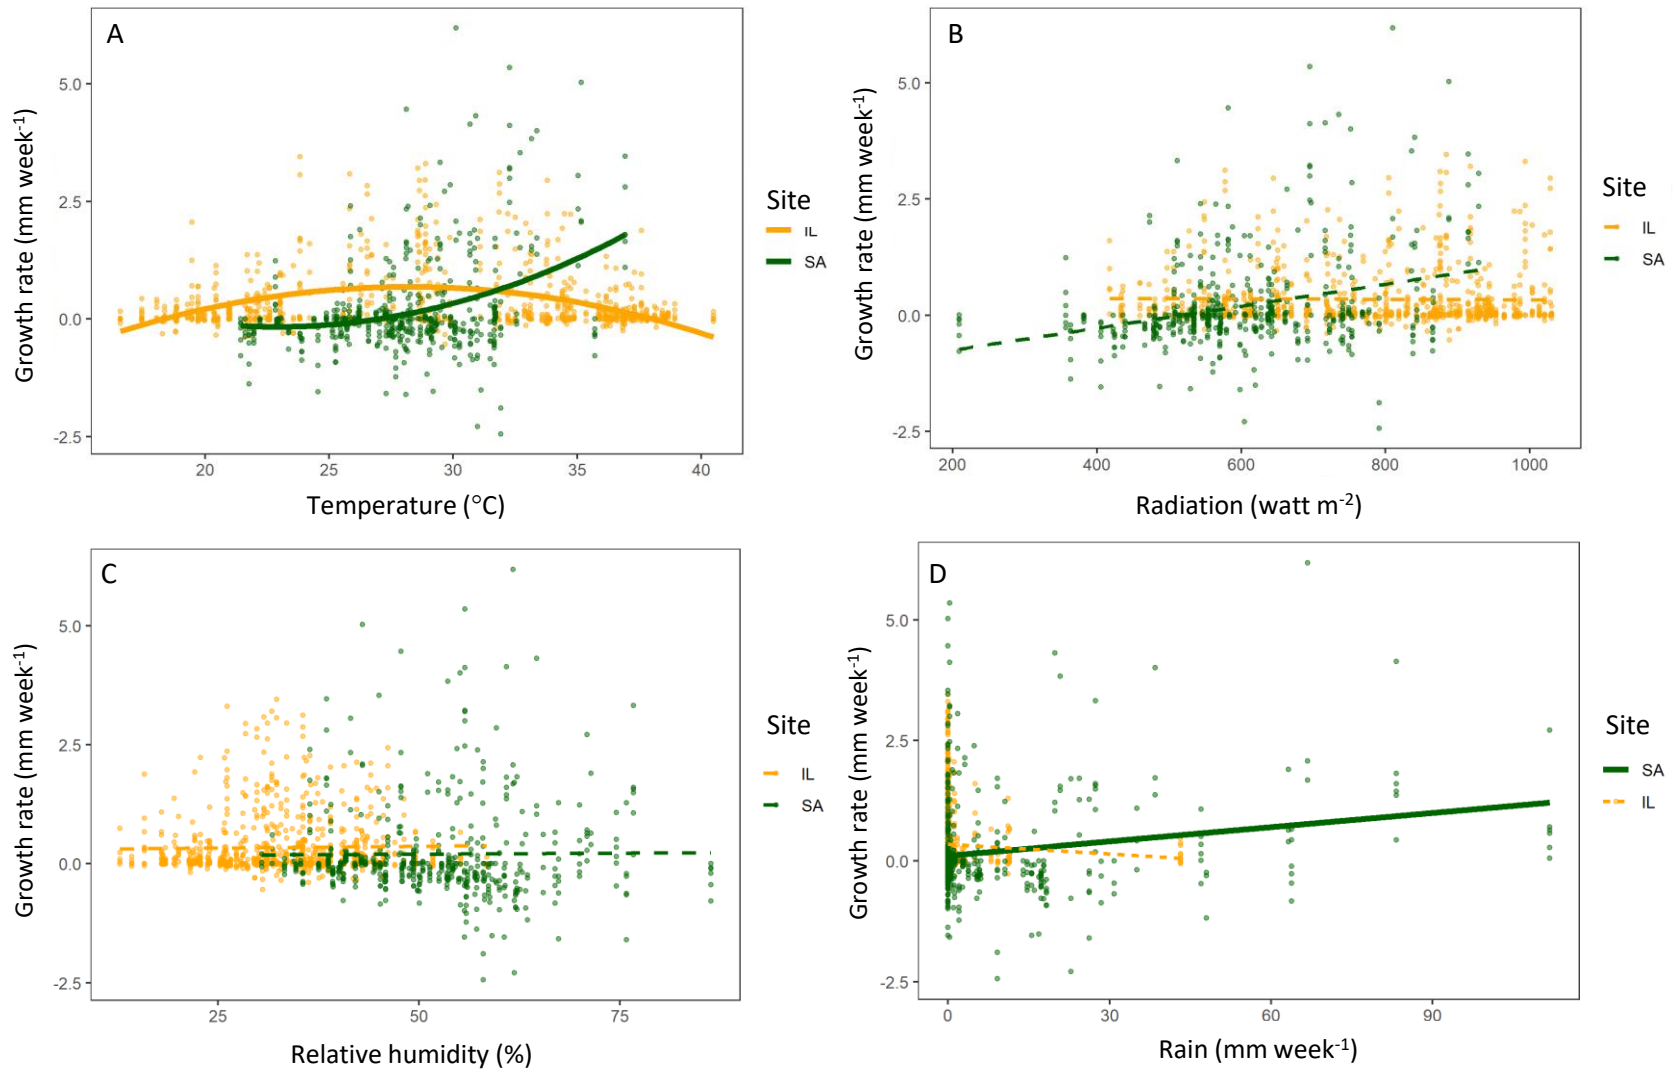 A
Growth rate (mm week-1)
5.0
2.5
0.0
-2.5
20 25 30 35 40
Temperature (°C)
Site
IL
SA
B
Growth rate (mm week-1)
5.0
2.5
0.0
-2.5
200 400 600 800 1000
Radiation (watt m-2)
Site
IL
SA
C
Growth rate (mm week-1)
5.0
2.5
0.0
-2.5
25 50 75
Relative humidity (%)
Site
IL
SA
D
Growth rate (mm week-1)
5.0
2.5
0.0
-2.5
0 30 60 90
Rain (mm week-1)
Site
SA
IL